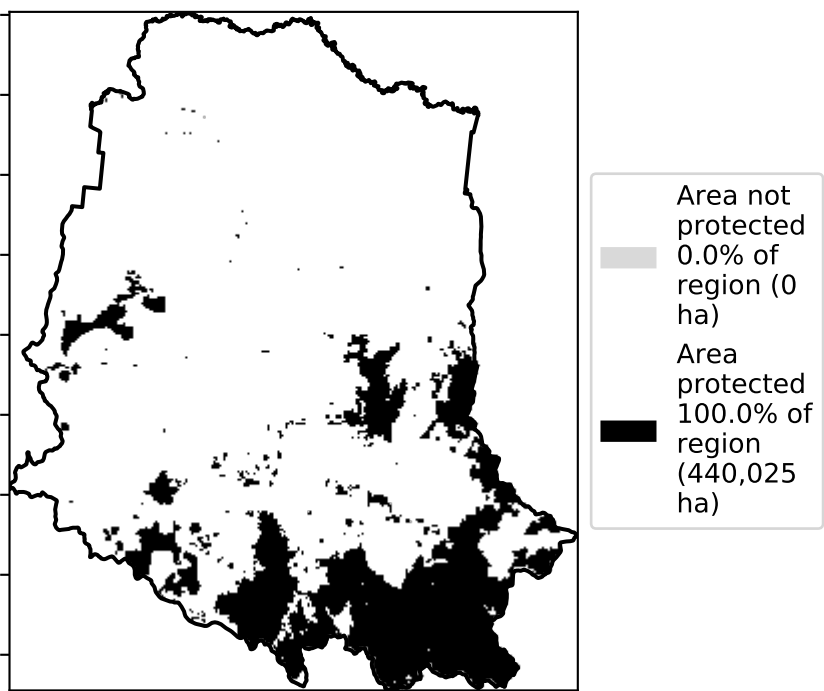 Area not
protected
0.0% of
region (0
ha)
Area
protected
100.0% of
region
(440,025
ha)